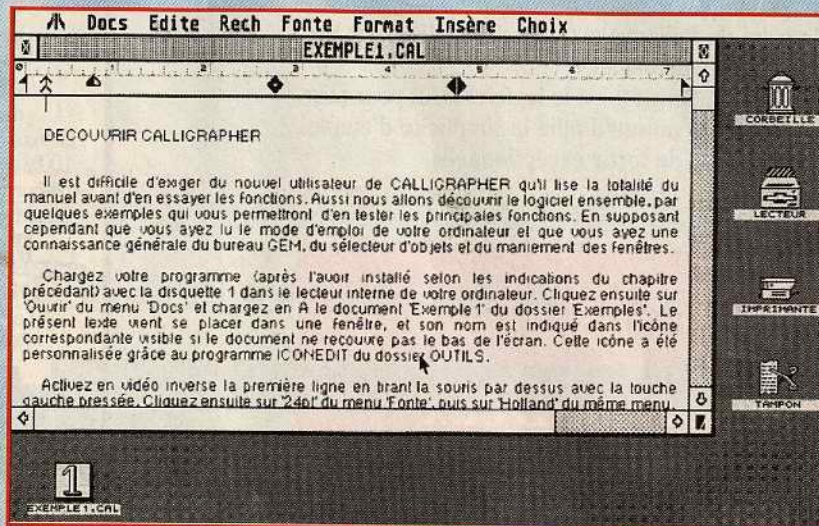 Docs Edite Rech Fonte Format Insère Choix
EXEMPLE1.CAL
0 1 2 3 4 5 6 7
DECOUVRIR CALLIGRAPHER
Il est difficile d'exiger du nouvel utilisateur de CALLIGRAPHER qu'il lise la totalité du
manuel avant d'en essayer les fonctions. Aussi nous allons découvrir le logiciel ensemble, par
quelques exemples qui vous permettront d'en tester les principales fonctions. En supposant
cependant que vous ayez lu le mode d'emploi de votre ordinateur et que vous ayez une
connaissance générale du bureau GEM, du sélecteur d'objets et du maniement des fenêtres.
Chargez votre programme (après l'avoir installé selon les indications du chapitre
précédant) avec la disquette 1 dans le lecteur interne de votre ordinateur. Cliquez ensuite sur
'Ouvrir' du menu 'Docs' et chargez en A le document 'Exemple1' du dossier 'Exemples'. Le
présent texte vient se placer dans une fenêtre, et son nom est indiqué dans l'icône
correspondante visible si le document ne recouvre pas le bas de l'écran. Cette icône a été
personnalisée grâce au programme ICONEDIT du dossier OUTILS.
Activez en vidéo inverse la première ligne en tirant la souris par dessus avec la touche
gauche pressée. Cliquez ensuite sur '24pt' du menu 'Fonte', puis sur 'Holland' du même menu.
CORBEILLE
LECTEUR
IMPRIMANTE
TAMPON
1
EXEMPLE1.CAL